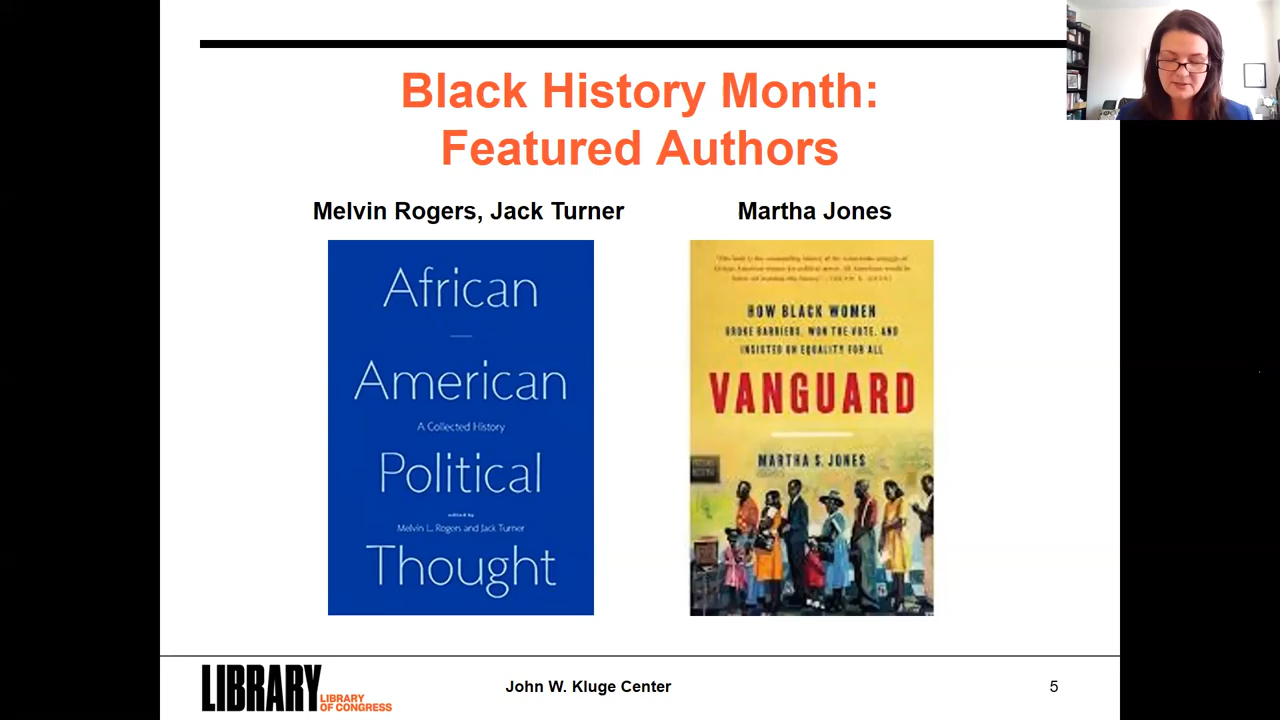 Black History Month:
Featured Authors
Melvin Rogers, Jack Turner
Martha Jones
African
American
A Collected History
Political
edited by
Melvin L. Rogers and Jack Turner
Thought
HOW BLACK WOMEN
BROKE BARRIERS, WON THE VOTE, AND
INSISTED ON EQUALITY FOR ALL
VANGUARD
MARTHA S. JONES
LIBRARY
LIBRARY
OF CONGRESS
John W. Kluge Center
5